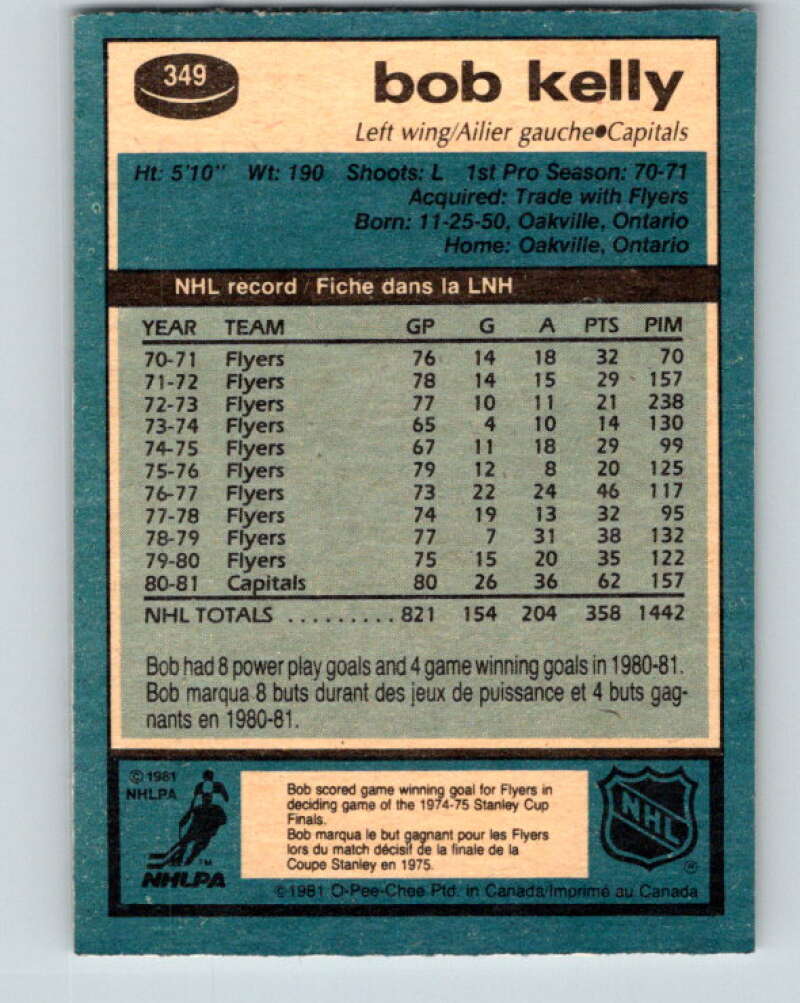 349
bob kelly
Left wing/Ailier gauche●Capitals
Ht: 5'10" Wt: 190 Shoots: L 1st Pro Season: 70-71
Acquired: Trade with Flyers
Born: 11-25-50, Oakville, Ontario
Home: Oakville, Ontario
NHL record / Fiche dans la LNH
YEAR TEAM GP G A PTS PIM
70-71 Flyers 76 14 18 32 70
71-72 Flyers 78 14 15 29 157
72-73 Flyers 77 10 11 21 238
73-74 Flyers 65 4 10 14 130
74-75 Flyers 67 11 18 29 99
75-76 Flyers 79 12 8 20 125
76-77 Flyers 73 22 24 46 117
77-78 Flyers 74 19 13 32 95
78-79 Flyers 77 7 31 38 132
79-80 Flyers 75 15 20 35 122
80-81 Capitals 80 26 36 62 157
NHL TOTALS ......... 821 154 204 358 1442
Bob had 8 power play goals and 4 game winning goals in 1980-81.
Bob marqua 8 buts durant des jeux de puissance et 4 buts gag-
nants en 1980-81.
© 1981
NHLPA
TM
NHLPA
Bob scored game winning goal for Flyers in
deciding game of the 1974-75 Stanley Cup
Finals.
Bob marqua le but gagnant pour les Flyers
lors du match décisif de la finale de la
Coupe Stanley en 1975.
NHL
®
© 1981 O-Pee-Chee Ptd. in Canada/Imprimé au Canada